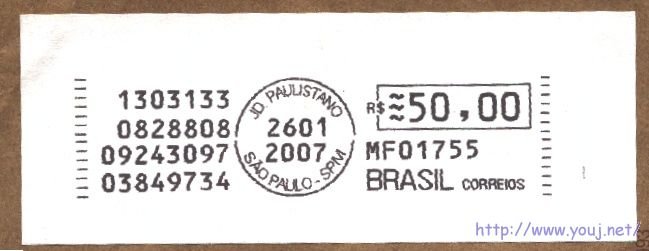 1303133
0828808
09243097
03849734
JD. PAULISTANO
2601
2007
SÃO PAULO - SPM
R$ ≈≈50,00
MF01755
BRASIL CORREIOS
http://www.youj.net/